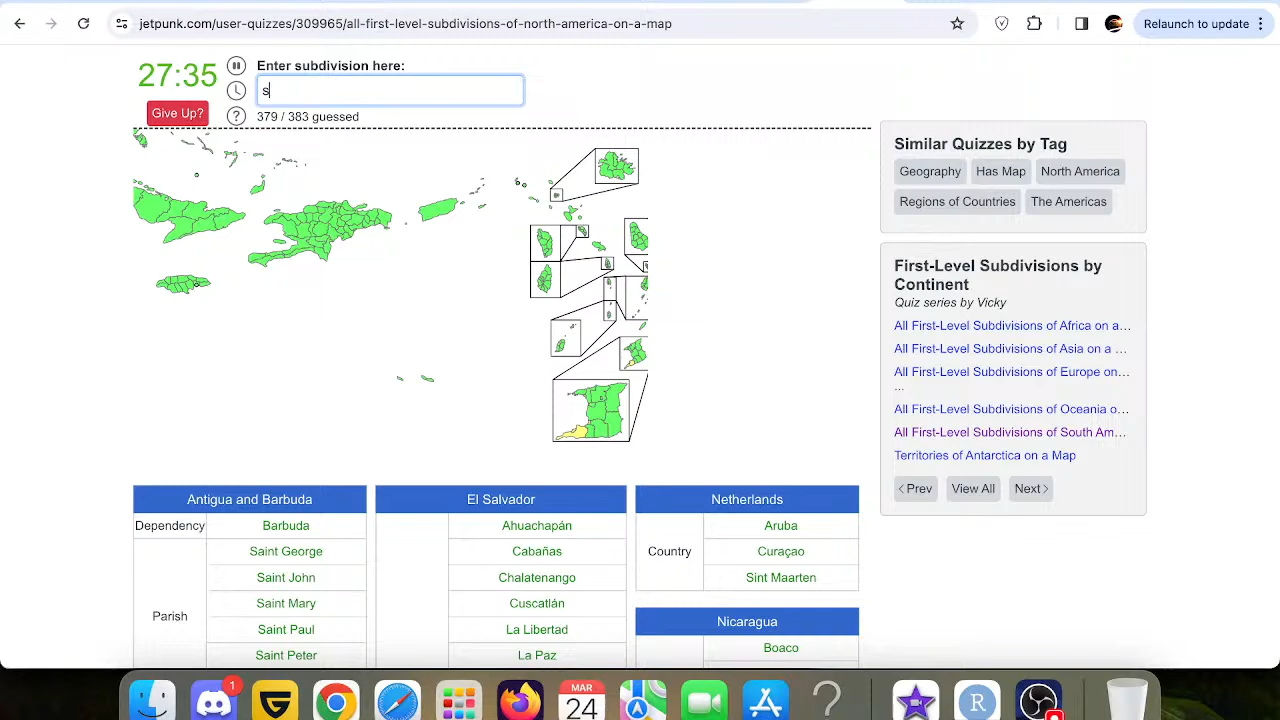 jetpunk.com/user-quizzes/309965/all-first-level-subdivisions-of-north-america-on-a-map
Relaunch to update
27:35
Give Up?
Enter subdivision here:
s
379 / 383 guessed
Similar Quizzes by Tag
Geography
Has Map
North America
Regions of Countries
The Americas
First-Level Subdivisions by
Continent
Quiz series by Vicky
All First-Level Subdivisions of Africa on a...
All First-Level Subdivisions of Asia on a ...
All First-Level Subdivisions of Europe on...
...
All First-Level Subdivisions of Oceania o...
All First-Level Subdivisions of South Am...
Territories of Antarctica on a Map
Prev
View All
Next
Antigua and Barbuda
Dependency
Barbuda
Parish
Saint George
Saint John
Saint Mary
Saint Paul
Saint Peter
El Salvador
Ahuachapán
Cabañas
Chalatenango
Cuscatlán
La Libertad
La Paz
Netherlands
Country
Aruba
Curaçao
Sint Maarten
Nicaragua
Boaco
1
MAR
24
R